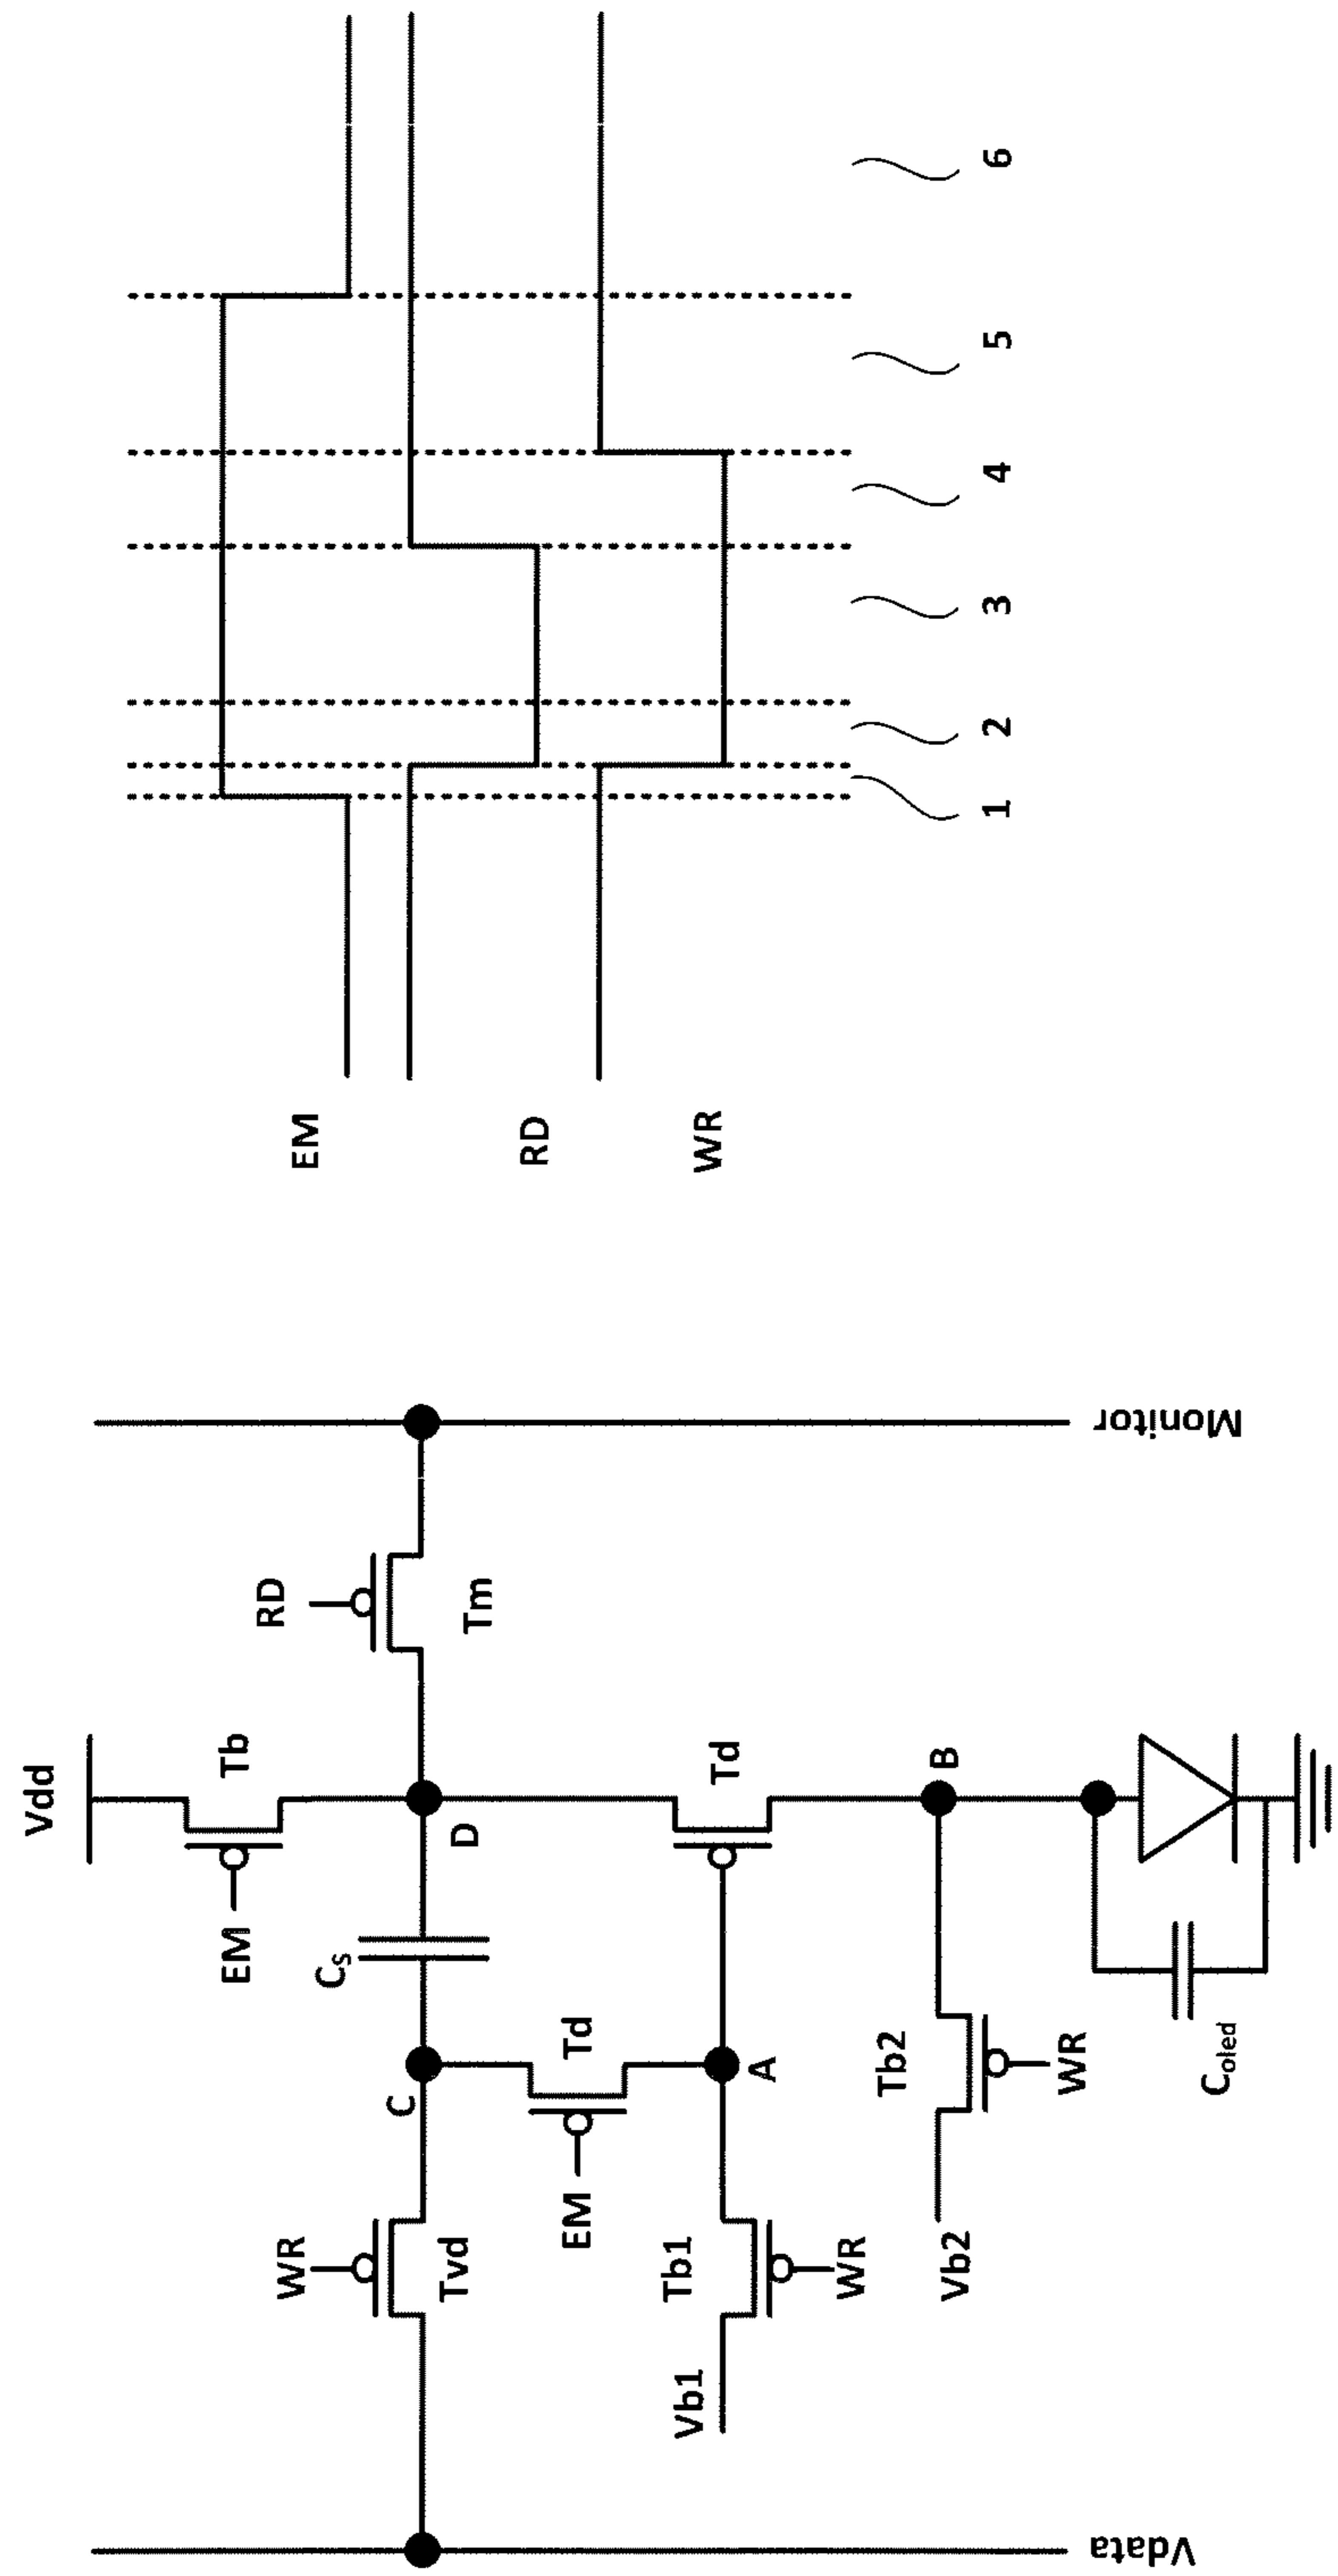 Vdd
EM
Tb
RD
Tm
Monitor
CS
D
C
WR
Tvd
EM
Td
Td
A
Vb1
Tb1
WR
B
Tb2
Vb2
WR
Coled
Vdata
EM
RD
WR
1
2
3
4
5
6